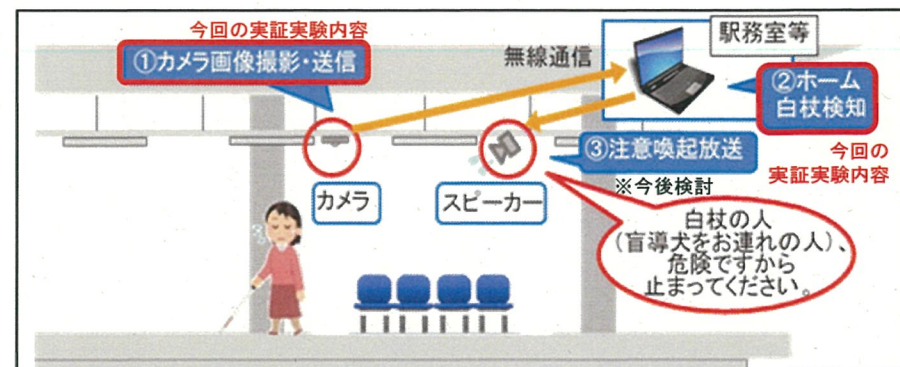 今回の実証実験内容
①カメラ画像撮影・送信
無線通信
駅務室等
②ホーム
白杖検知
今回の
実証実験内容
③注意喚起放送
※今後検討
カメラ
スピーカー
白杖の人
(盲導犬をお連れの人)、
危険ですから
止まってください。